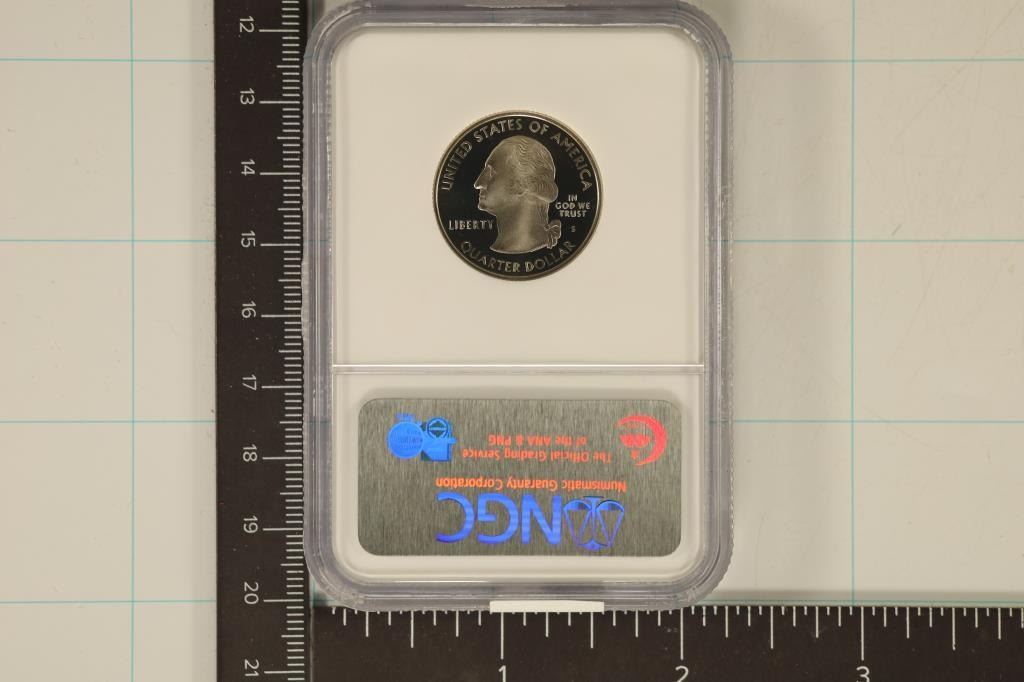 12
13
14
15
16
17
18
19
20
21
UNITED STATES OF AMERICA
LIBERTY
IN
GOD WE
TRUST
S
QUARTER DOLLAR
NGC
Numismatic Guaranty Corporation
The Official Grading Service
of the ANA & PNG
1
2
3